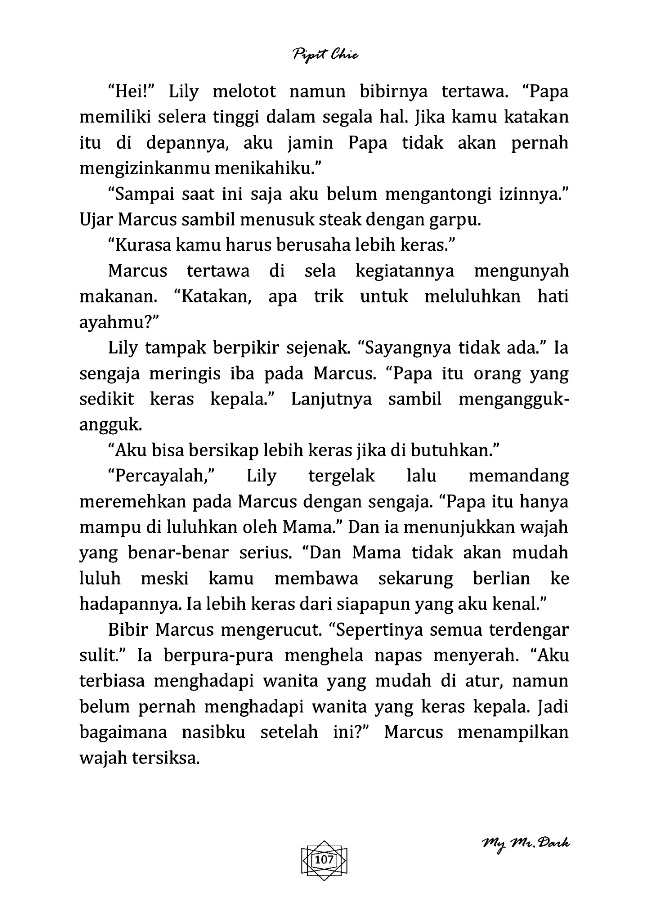 Pipit Chie
“Hei!” Lily melotot namun bibirnya tertawa. “Papa
memiliki selera tinggi dalam segala hal. Jika kamu katakan
itu di depannya, aku jamin Papa tidak akan pernah
mengizinkanmu menikahiku.”
“Sampai saat ini saja aku belum mengantongi izinnya.”
Ujar Marcus sambil menusuk steak dengan garpu.
“Kurasa kamu harus berusaha lebih keras.”
Marcus tertawa di sela kegiatannya mengunyah
makanan. “Katakan, apa trik untuk meluluhkan hati
ayahmu?”
Lily tampak berpikir sejenak. “Sayangnya tidak ada.” Ia
sengaja meringis iba pada Marcus. “Papa itu orang yang
sedikit keras kepala.” Lanjutnya sambil mengangguk-
angguk.
“Aku bisa bersikap lebih keras jika di butuhkan.”
“Percayalah,” Lily tergelak lalu memandang
meremehkan pada Marcus dengan sengaja. “Papa itu hanya
mampu di luluhkan oleh Mama.” Dan ia menunjukkan wajah
yang benar-benar serius. “Dan Mama tidak akan mudah
luluh meski kamu membawa sekarung berlian ke
hadapannya. Ia lebih keras dari siapapun yang aku kenal.”
Bibir Marcus mengerucut. “Sepertinya semua terdengar
sulit.” Ia berpura-pura menghela napas menyerah. “Aku
terbiasa menghadapi wanita yang mudah di atur, namun
belum pernah menghadapi wanita yang keras kepala. Jadi
bagaimana nasibku setelah ini?” Marcus menampilkan
wajah tersiksa.
My Mr. Dark
107